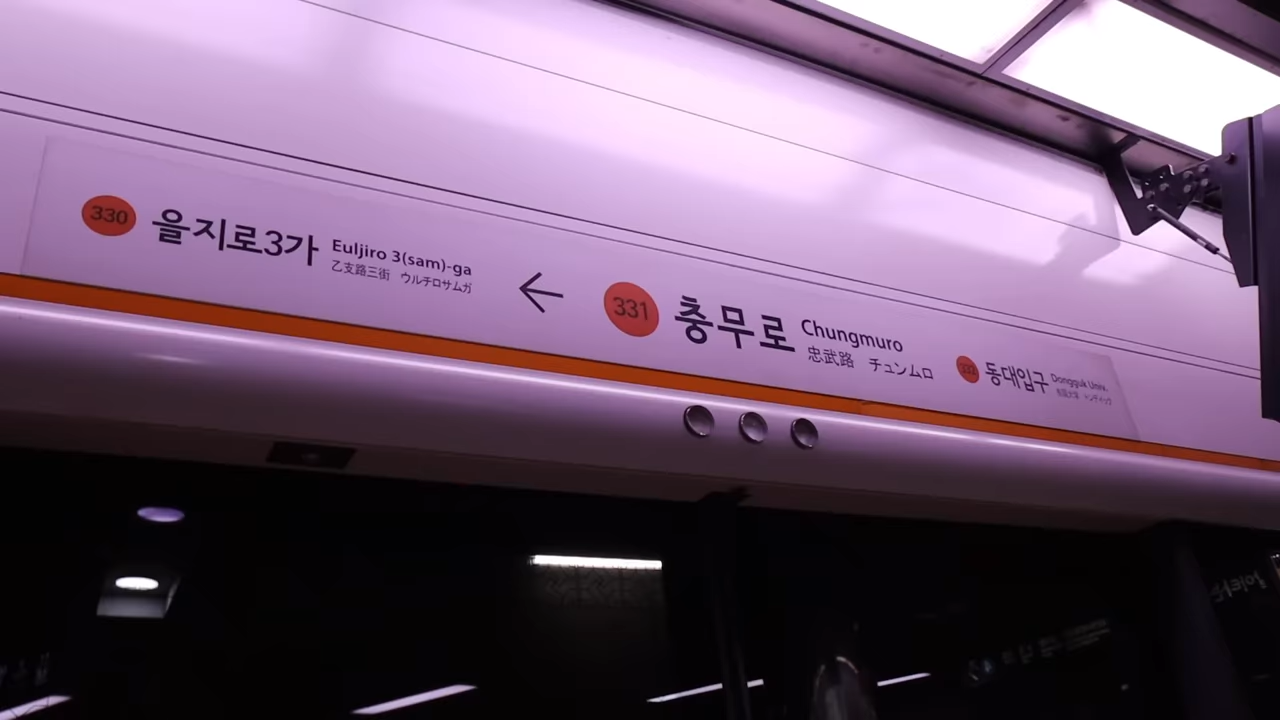 330 을지로3가 Euljiro 3(sam)-ga
乙支路三街 ウルチロサムガ
←
331 충무로 Chungmuro
忠武路 チュンムロ
동대입구 Dongguk Univ.